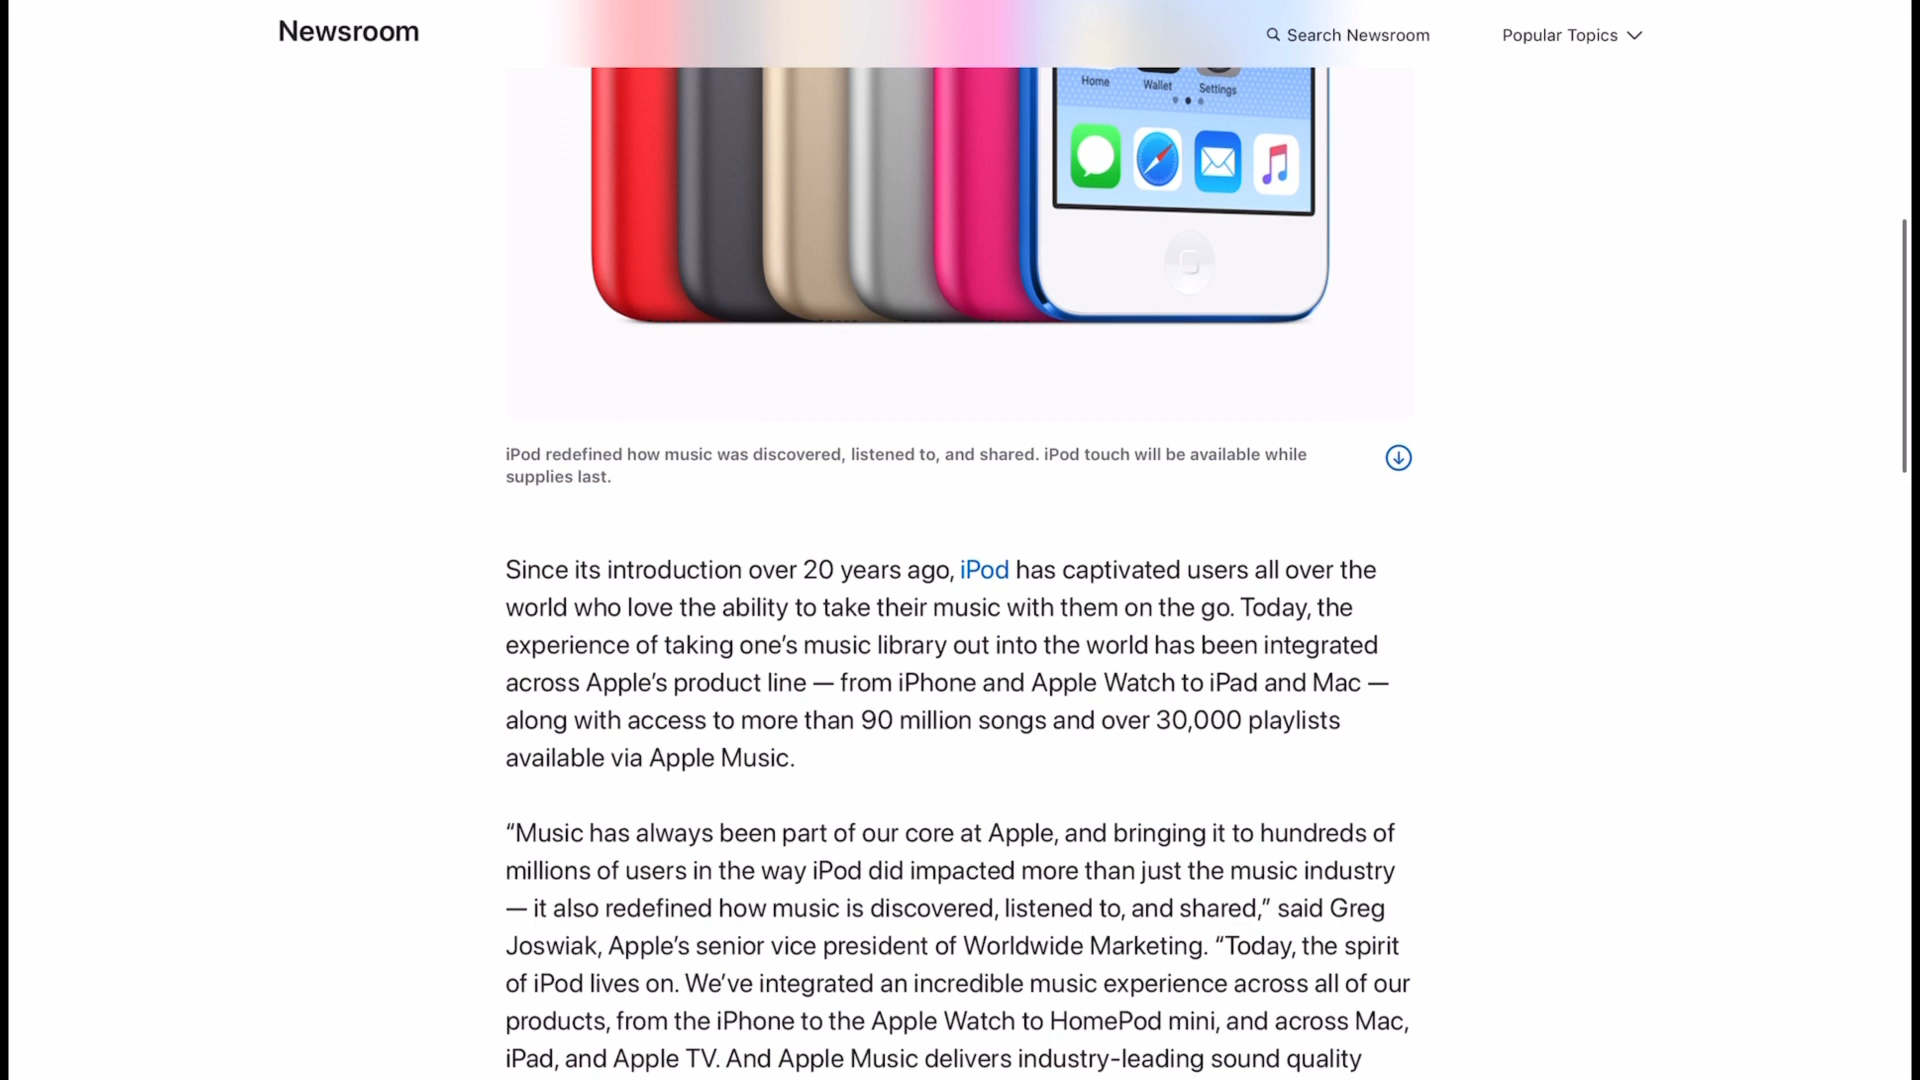 Newsroom
Search Newsroom
Popular Topics
Home
Wallet
Settings
iPod redefined how music was discovered, listened to, and shared. iPod touch will be available while
supplies last.
Since its introduction over 20 years ago, iPod has captivated users all over the
world who love the ability to take their music with them on the go. Today, the
experience of taking one’s music library out into the world has been integrated
across Apple’s product line — from iPhone and Apple Watch to iPad and Mac —
along with access to more than 90 million songs and over 30,000 playlists
available via Apple Music.
“Music has always been part of our core at Apple, and bringing it to hundreds of
millions of users in the way iPod did impacted more than just the music industry
— it also redefined how music is discovered, listened to, and shared,” said Greg
Joswiak, Apple’s senior vice president of Worldwide Marketing. “Today, the spirit
of iPod lives on. We’ve integrated an incredible music experience across all of our
products, from the iPhone to the Apple Watch to HomePod mini, and across Mac,
iPad, and Apple TV. And Apple Music delivers industry-leading sound quality